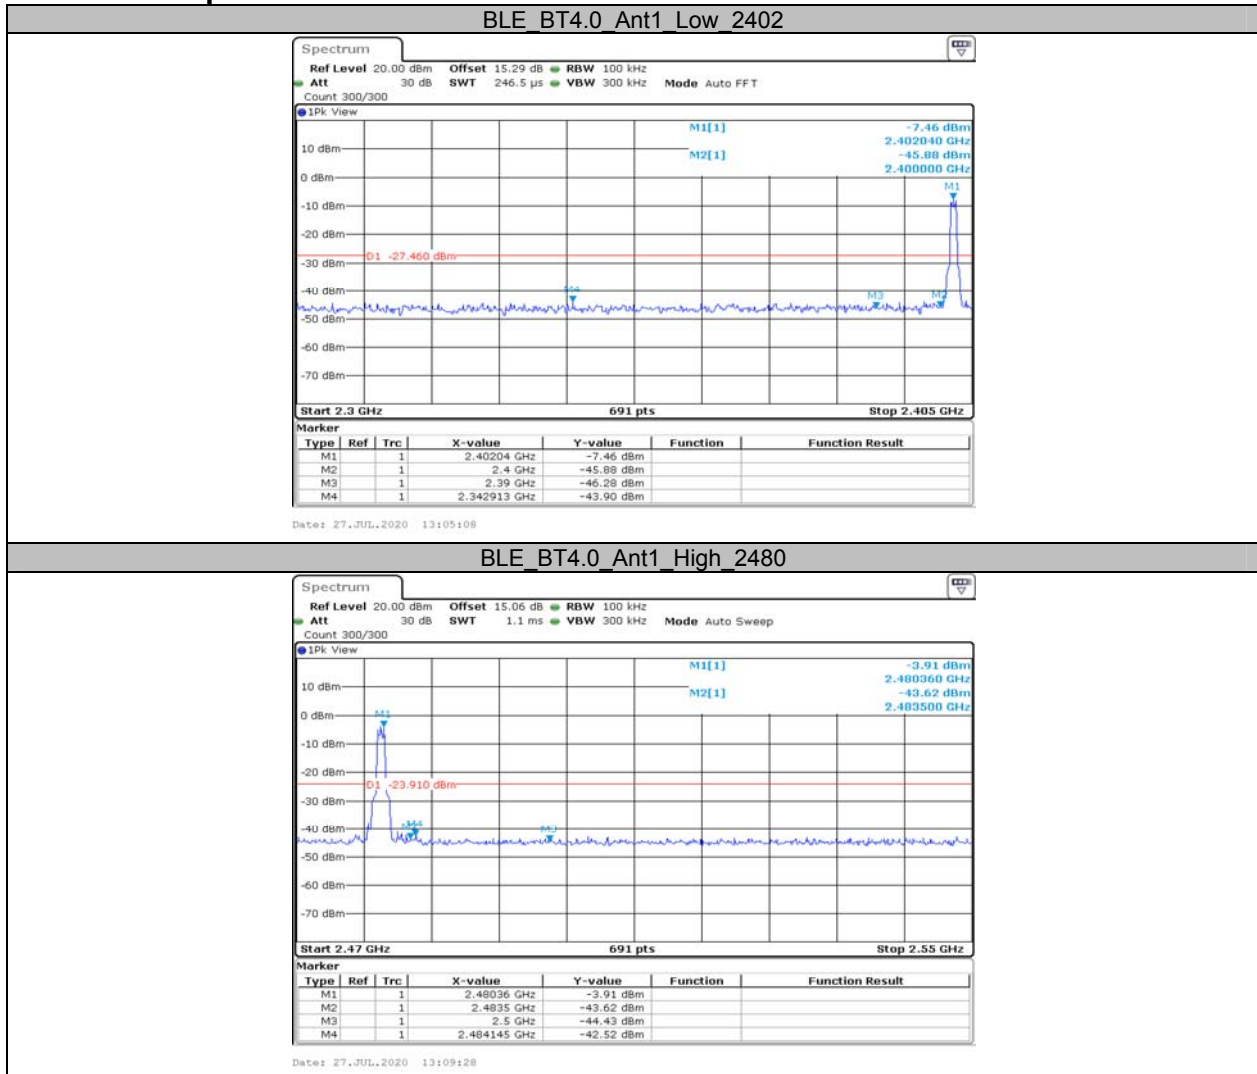 BLE_BT4.0_Ant1_Low_2402
Spectrum
Ref Level 20.00 dBm Offset 15.29 dB RBW 100 kHz
Att 30 dB SWT 246.5 µs VBW 300 kHz Mode Auto FFT
Count 300/300
1Pk View
M1[1] -7.46 dBm
2.402040 GHz
10 dBm
M2[1] -45.88 dBm
2.400000 GHz
0 dBm
M1
-10 dBm
-20 dBm
D1 -27.460 dBm
-30 dBm
-40 dBm
M4 M3 M2
-50 dBm
-60 dBm
-70 dBm
Start 2.3 GHz 691 pts Stop 2.405 GHz
Marker
Type Ref Trc X-value Y-value Function Function Result
M1 1 2.40204 GHz -7.46 dBm
M2 1 2.4 GHz -45.88 dBm
M3 1 2.39 GHz -46.28 dBm
M4 1 2.342913 GHz -43.90 dBm
Date: 27.JUL.2020 13:05:08
BLE_BT4.0_Ant1_High_2480
Spectrum
Ref Level 20.00 dBm Offset 15.06 dB RBW 100 kHz
Att 30 dB SWT 1.1 ms VBW 300 kHz Mode Auto Sweep
Count 300/300
1Pk View
M1[1] -3.91 dBm
2.480360 GHz
10 dBm
M2[1] -43.62 dBm
2.483500 GHz
0 dBm
M1
-10 dBm
-20 dBm
D1 -23.910 dBm
-30 dBm
-40 dBm
M4 M3
-50 dBm
-60 dBm
-70 dBm
Start 2.47 GHz 691 pts Stop 2.55 GHz
Marker
Type Ref Trc X-value Y-value Function Function Result
M1 1 2.48036 GHz -3.91 dBm
M2 1 2.4835 GHz -43.62 dBm
M3 1 2.5 GHz -44.43 dBm
M4 1 2.484145 GHz -42.52 dBm
Date: 27.JUL.2020 13:09:28